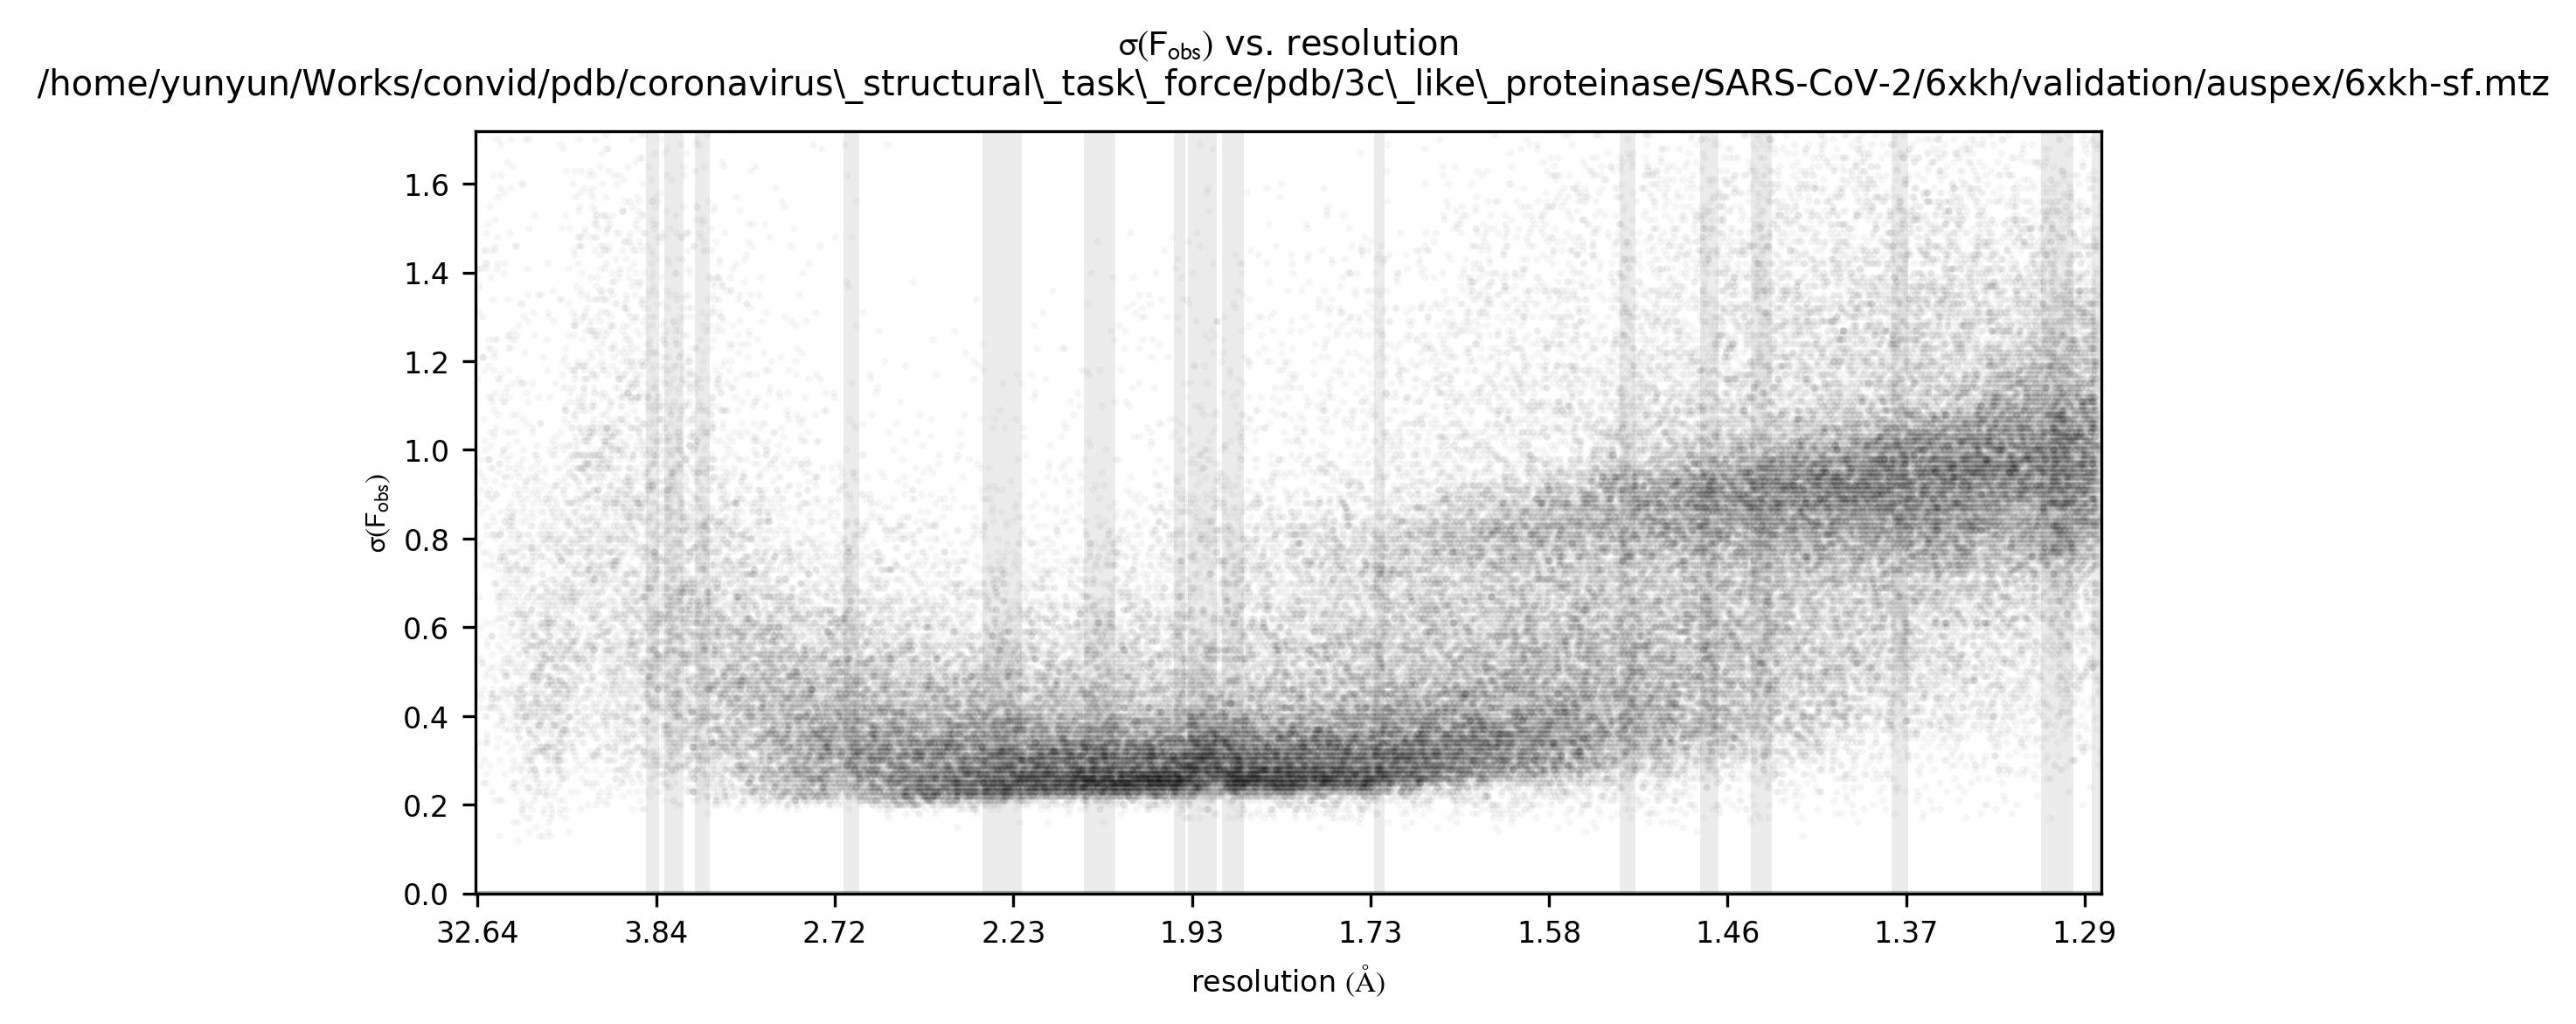 σ(Fobs) vs. resolution
/home/yunyun/Works/convid/pdb/coronavirus\_structural\_task\_force/pdb/3c\_like\_proteinase/SARS-CoV-2/6xkh/validation/auspex/6xkh-sf.mtz
σ(Fobs)
1.6
1.4
1.2
1.0
0.8
0.6
0.4
0.2
0.0
32.64 3.84 2.72 2.23 1.93 1.73 1.58 1.46 1.37 1.29
resolution (Å)